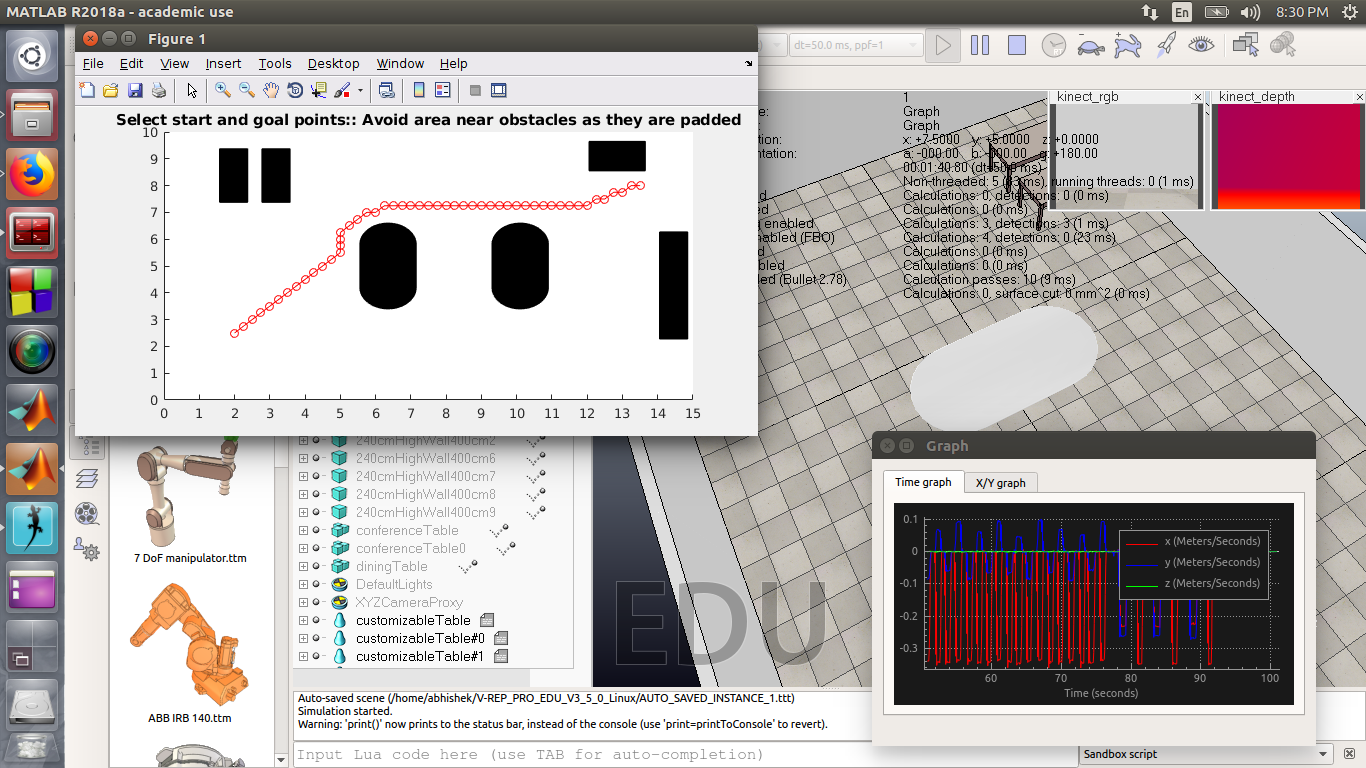 MATLAB R2018a - academic use
En
8:30 PM
Figure 1
File Edit View Insert Tools Desktop Window Help
Select start and goal points:: Avoid area near obstacles as they are padded
10
9
8
7
6
5
4
3
2
1
0
0 1 2 3 4 5 6 7 8 9 10 11 12 13 14 15
dt=50.0 ms, ppf=1
kinect_rgb
kinect_depth
1
Graph
Graph
x: +7.5000 y: +5.0000 z: +0.0000
a: -000.00 b: -000.00 g: +180.00
00:01:40.80 (dt=50.0 ms)
Non-threaded: 5 (43 ms), running threads: 0 (1 ms)
Calculations: 0, detections: 0 (0 ms)
Calculations: 0 (0 ms)
enabled
Calculations: 3, detections: 3 (1 ms)
(FBO)
Calculations: 4, detections: 0 (23 ms)
Calculations: 0 (0 ms)
Calculations: 0 (0 ms)
(Bullet 2.78)
Calculation passes: 10 (9 ms)
Calculations: 0, surface cut: 0 mm^2 (0 ms)
7 DoF manipulator.ttm
ABB IRB 140.ttm
240cmHighWall400cm2
240cmHighWall400cm6
240cmHighWall400cm7
240cmHighWall400cm8
240cmHighWall400cm9
conferenceTable
conferenceTable0
diningTable
DefaultLights
XYZCameraProxy
customizableTable
customizableTable#0
customizableTable#1
EDU
Graph
Time graph
X/Y graph
0.1
0
-0.1
-0.2
-0.3
x (Meters/Seconds)
y (Meters/Seconds)
z (Meters/Seconds)
60 70 80 90 100
Time (seconds)
Auto-saved scene (/home/abhishek/V-REP_PRO_EDU_V3_5_0_Linux/AUTO_SAVED_INSTANCE_1.ttt)
Simulation started.
Warning: 'print()' now prints to the status bar, instead of the console (use 'print=printToConsole' to revert).
Input Lua code here (use TAB for auto-completion)
Sandbox script